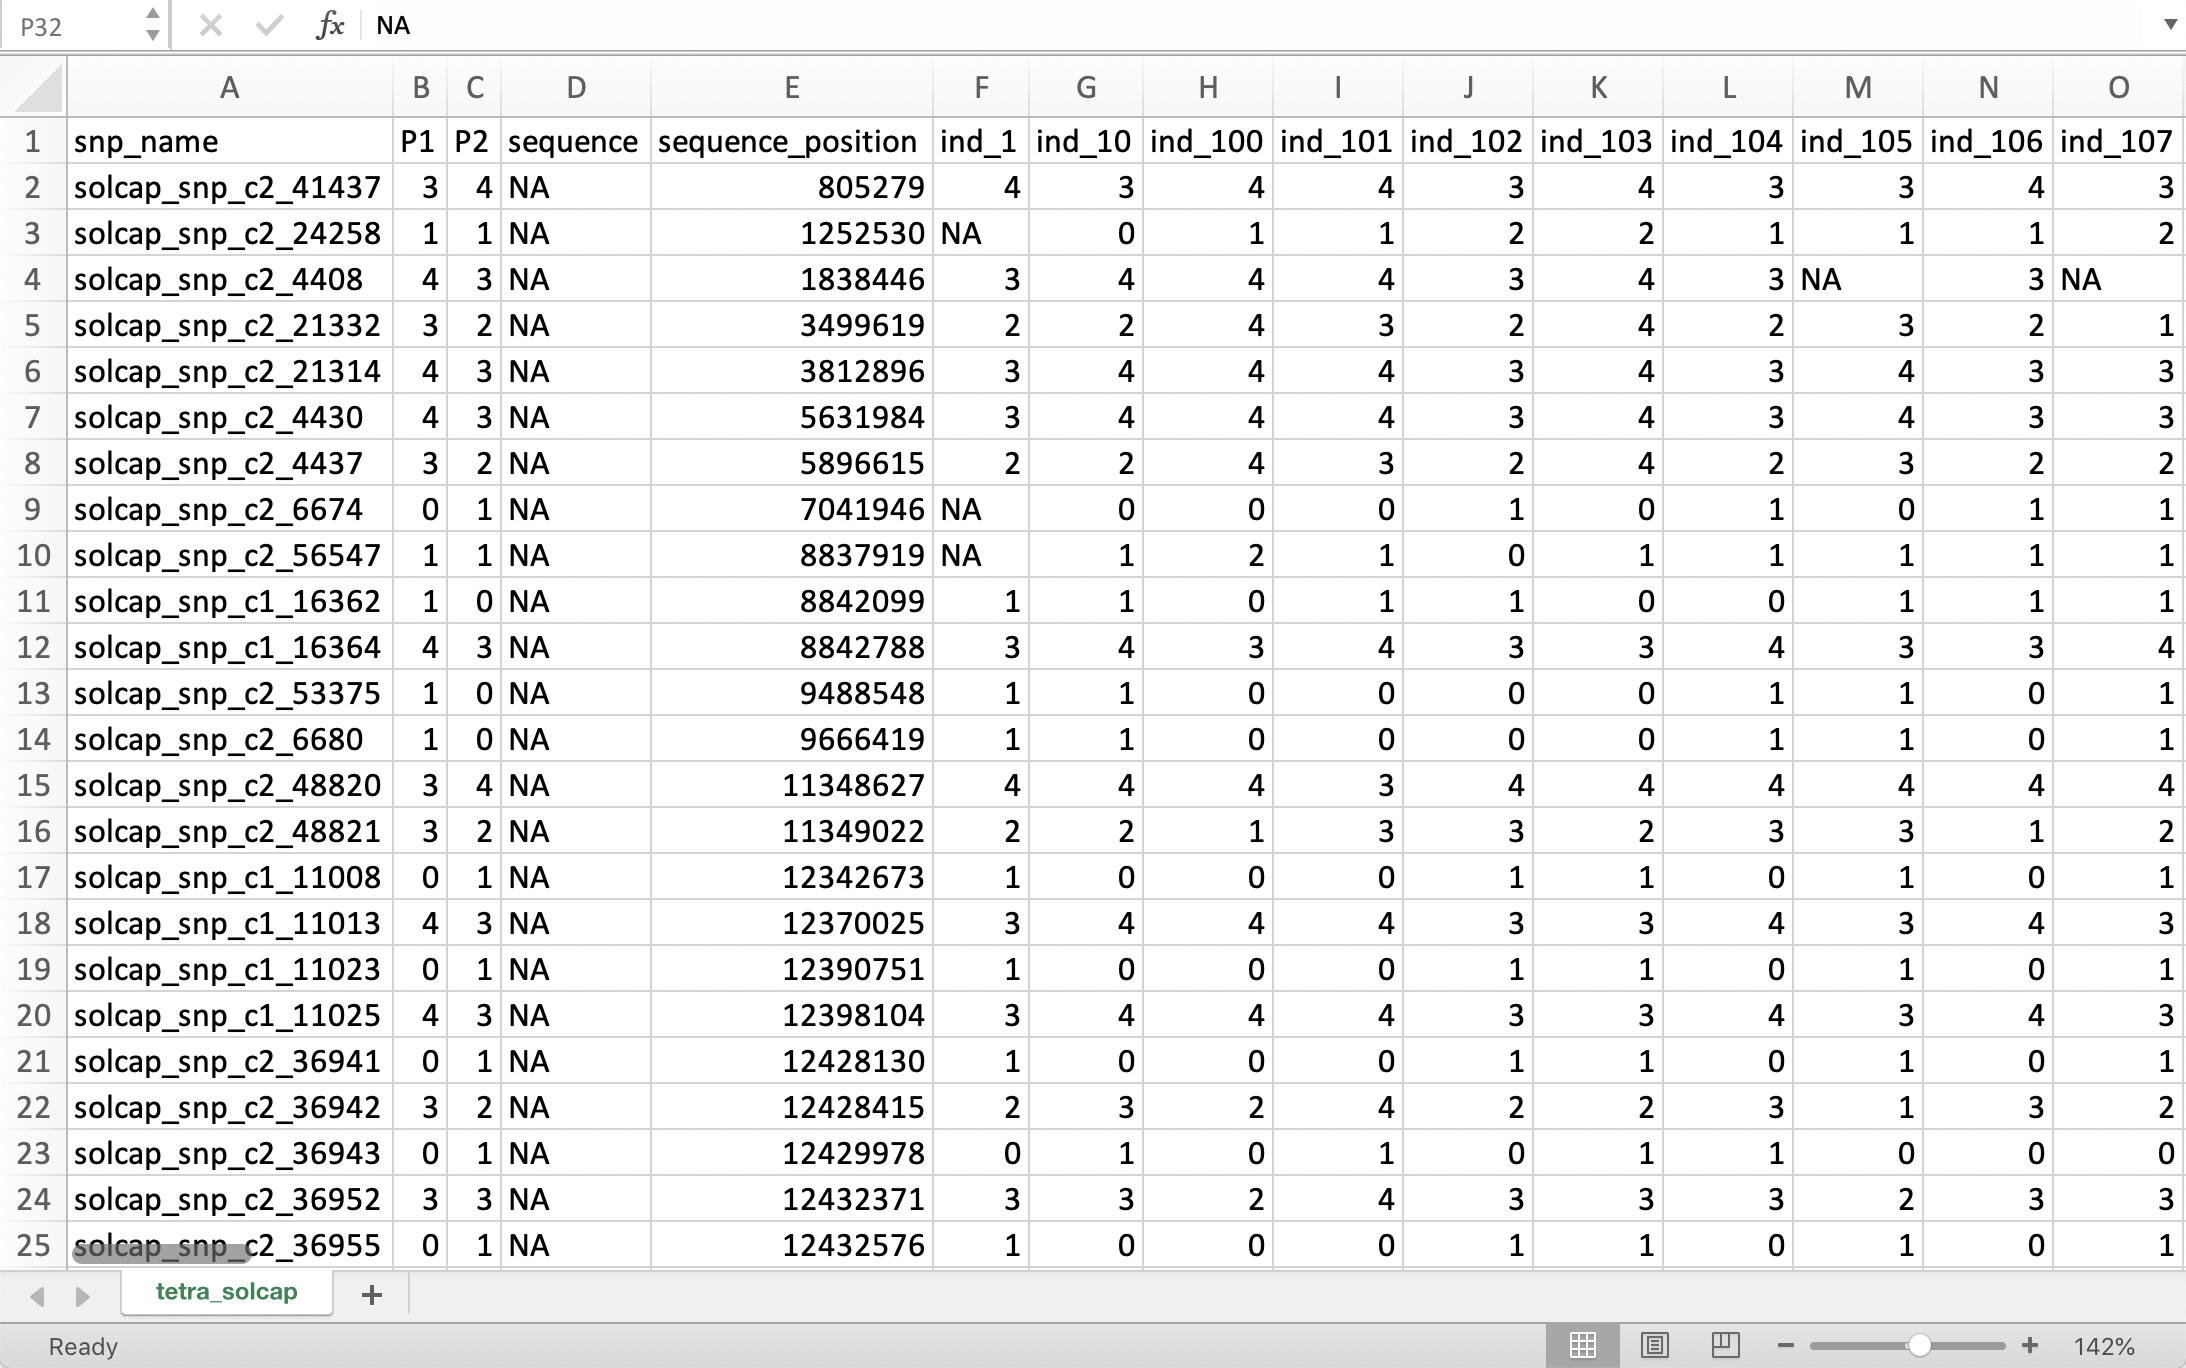 P32 fx NA
A B C D E F G H I J K L M N O
1 snp_name P1 P2 sequence sequence_position ind_1 ind_10 ind_100 ind_101 ind_102 ind_103 ind_104 ind_105 ind_106 ind_107
2 solcap_snp_c2_41437 3 4 NA 805279 4 3 4 4 3 4 3 3 4 3
3 solcap_snp_c2_24258 1 1 NA 1252530 NA 0 1 1 2 2 1 1 1 2
4 solcap_snp_c2_4408 4 3 NA 1838446 3 4 4 4 3 4 3 NA 3 NA
5 solcap_snp_c2_21332 3 2 NA 3499619 2 2 4 3 2 4 2 3 2 1
6 solcap_snp_c2_21314 4 3 NA 3812896 3 4 4 4 3 4 3 4 3 3
7 solcap_snp_c2_4430 4 3 NA 5631984 3 4 4 4 3 4 3 4 3 3
8 solcap_snp_c2_4437 3 2 NA 5896615 2 2 4 3 2 4 2 3 2 2
9 solcap_snp_c2_6674 0 1 NA 7041946 NA 0 0 0 1 0 1 0 1 1
10 solcap_snp_c2_56547 1 1 NA 8837919 NA 1 2 1 0 1 1 1 1 1
11 solcap_snp_c1_16362 1 0 NA 8842099 1 1 0 1 1 0 0 1 1 1
12 solcap_snp_c1_16364 4 3 NA 8842788 3 4 3 4 3 3 4 3 3 4
13 solcap_snp_c2_53375 1 0 NA 9488548 1 1 0 0 0 0 1 1 0 1
14 solcap_snp_c2_6680 1 0 NA 9666419 1 1 0 0 0 0 1 1 0 1
15 solcap_snp_c2_48820 3 4 NA 11348627 4 4 4 3 4 4 4 4 4 4
16 solcap_snp_c2_48821 3 2 NA 11349022 2 2 1 3 3 2 3 3 1 2
17 solcap_snp_c1_11008 0 1 NA 12342673 1 0 0 0 1 1 0 1 0 1
18 solcap_snp_c1_11013 4 3 NA 12370025 3 4 4 4 3 3 4 3 4 3
19 solcap_snp_c1_11023 0 1 NA 12390751 1 0 0 0 1 1 0 1 0 1
20 solcap_snp_c1_11025 4 3 NA 12398104 3 4 4 4 3 3 4 3 4 3
21 solcap_snp_c2_36941 0 1 NA 12428130 1 0 0 0 1 1 0 1 0 1
22 solcap_snp_c2_36942 3 2 NA 12428415 2 3 2 4 2 2 3 1 3 2
23 solcap_snp_c2_36943 0 1 NA 12429978 0 1 0 1 0 1 1 0 0 0
24 solcap_snp_c2_36952 3 3 NA 12432371 3 3 2 4 3 3 3 2 3 3
25 solcap_snp_c2_36955 0 1 NA 12432576 1 0 0 0 1 1 0 1 0 1
tetra_solcap +
Ready − + 142%